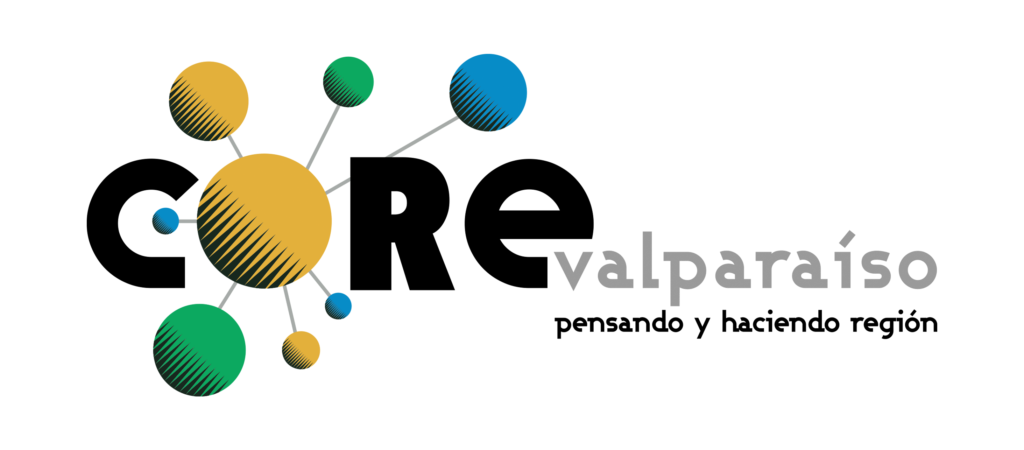 CORE
valparaíso
pensando y haciendo región